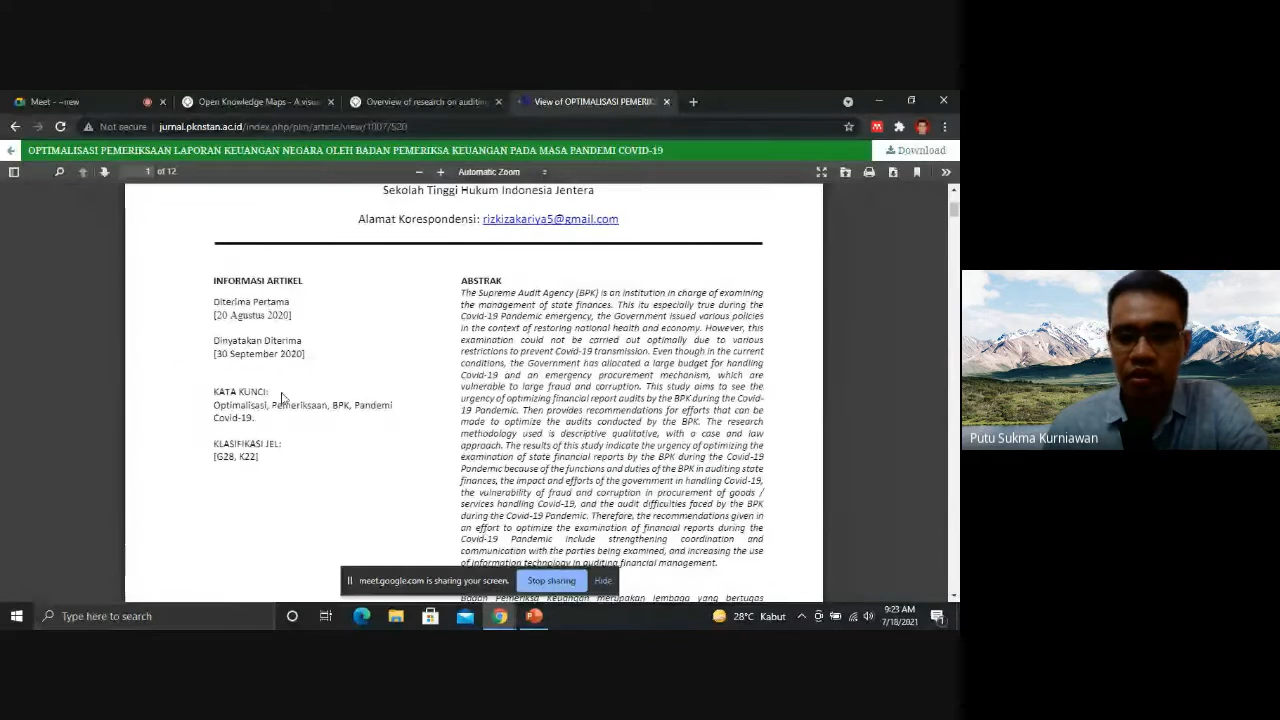 Meet - –new
Open Knowledge Maps - A visu
Overview of research on auditin
View of OPTIMALISASI PEMERIK
Not secure
jurnal.pknstan.ac.id/index.php/pkn/article/view/1007/520
OPTIMALISASI PEMERIKSAAN LAPORAN KEUANGAN NEGARA OLEH BADAN PEMERIKSA KEUANGAN PADA MASA PANDEMI COVID-19
Download
1 of 12
Automatic Zoom
Sekolah Tinggi Hukum Indonesia Jentera
Alamat Korespondensi: rizkizakariya5@gmail.com
INFORMASI ARTIKEL
Diterima Pertama
[20 Agustus 2020]
Dinyatakan Diterima
[30 September 2020]
KATA KUNCI:
Optimalisasi, Pemeriksaan, BPK, Pandemi
Covid-19.
KLASIFIKASI JEL:
[G28, K22]
ABSTRAK
The Supreme Audit Agency (BPK) is an institution in charge of examining
the management of state finances. This itu especially true during the
Covid-19 Pandemic emergency, the Government issued various policies
in the context of restoring national health and economy. However, this
examination could not be carried out optimally due to various
restrictions to prevent Covid-19 transmission. Even though in the current
conditions, the Government has allocated a large budget for handling
Covid-19 and an emergency procurement mechanism, which are
vulnerable to large fraud and corruption. This study aims to see the
urgency of optimizing financial report audits by the BPK during the Covid-
19 Pandemic. Then provides recommendations for efforts that can be
made to optimize the audits conducted by the BPK. The research
methodology used is descriptive qualitative, with a case and law
approach. The results of this study indicate the urgency of optimizing the
examination of state financial reports by the BPK during the Covid-19
Pandemic because of the functions and duties of the BPK in auditing state
finances, the impact and efforts of the government in handling Covid-19,
the vulnerability of fraud and corruption in procurement of goods /
services handling Covid-19, and the audit difficulties faced by the BPK
during the Covid-19 Pandemic. Therefore, the recommendations given in
an effort to optimize the examination of financial reports during the
Covid-19 Pandemic include strengthening coordination and
communication with the parties being examined, and increasing the use
of information technology in auditing financial management.
Badan Pemeriksa Keuangan merupakan lembaga yang bertugas
meet.google.com is sharing your screen.
Stop sharing
Hide
Putu Sukma Kurniawan
Type here to search
28°C Kabut
9:23 AM
7/18/2021